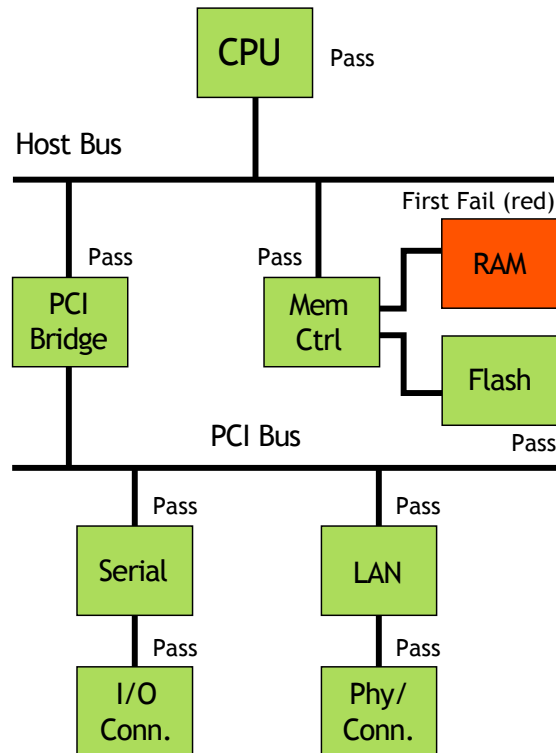 CPU
Pass
Host Bus
First Fail (red)
Pass
Pass
RAM
PCI
Bridge
Mem
Ctrl
Flash
PCI Bus
Pass
Pass
Pass
Serial
LAN
Pass
Pass
I/O
Conn.
Phy/
Conn.